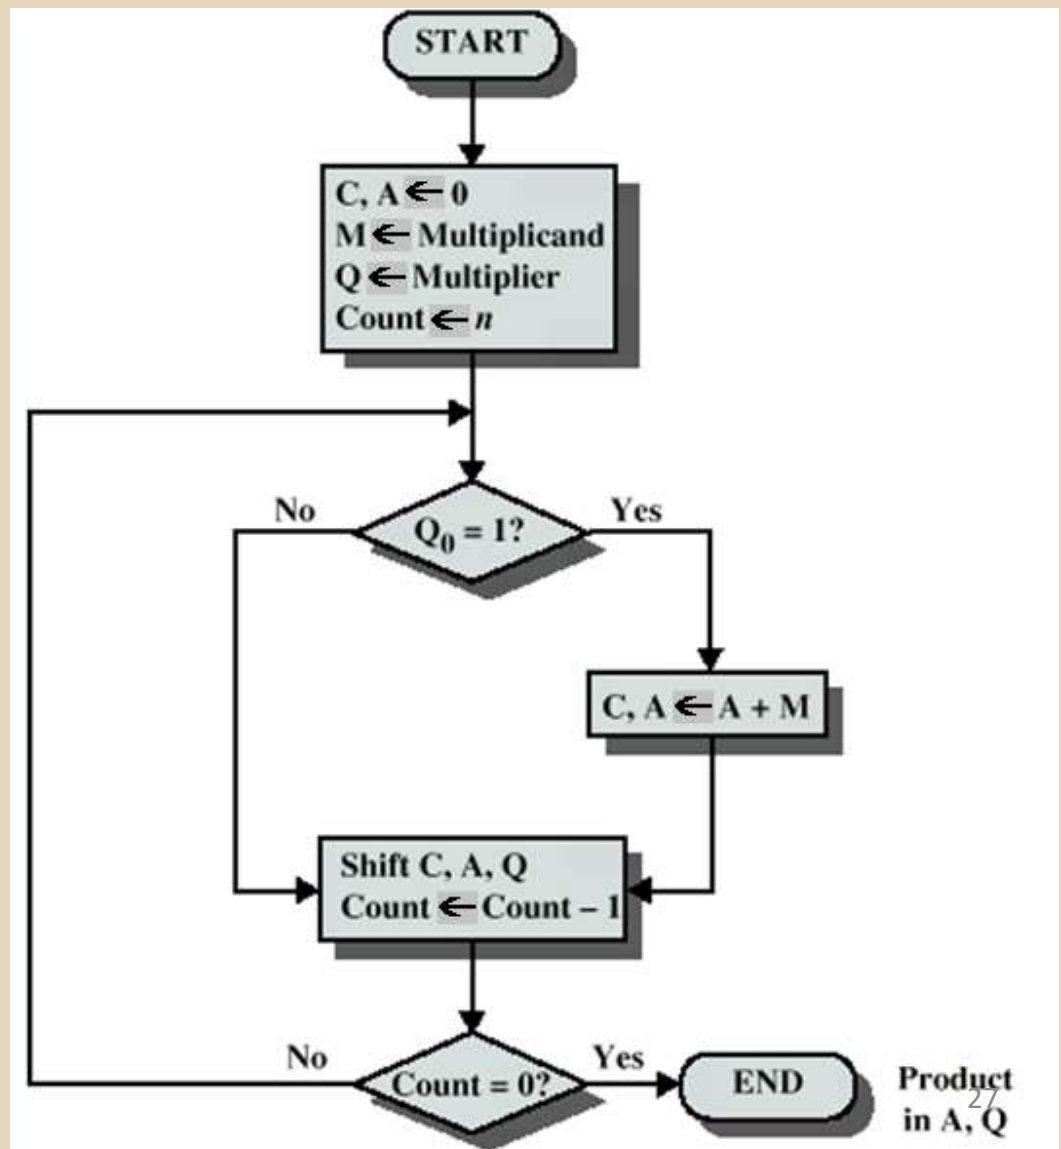 START
C, A ← 0
M ← Multiplicand
Q ← Multiplier
Count ← n
No
Yes
Q₀ = 1?
C, A ← A + M
Shift C, A, Q
Count ← Count – 1
No
Yes
Count = 0?
END
Product
in A, Q
27